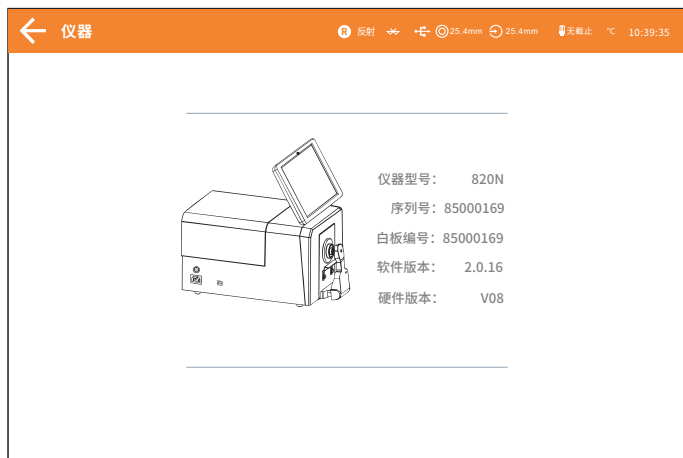 仪器 R 反射 25.4mm 25.4mm 无截止 ℃ 10:39:35
仪器型号： 820N
序列号：85000169
白板编号：85000169
软件版本： 2.0.16
硬件版本： V08